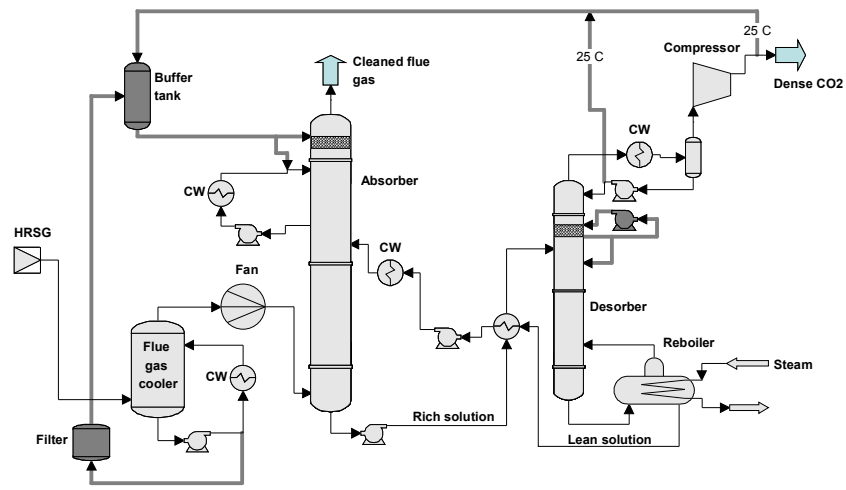 25 C
Compressor
Cleaned flue
gas
25 C
Dense CO2
Buffer
tank
CW
Absorber
CW
HRSG
CW
Fan
Desorber
Flue
gas
cooler
Reboiler
Steam
CW
Rich solution
Filter
Lean solution